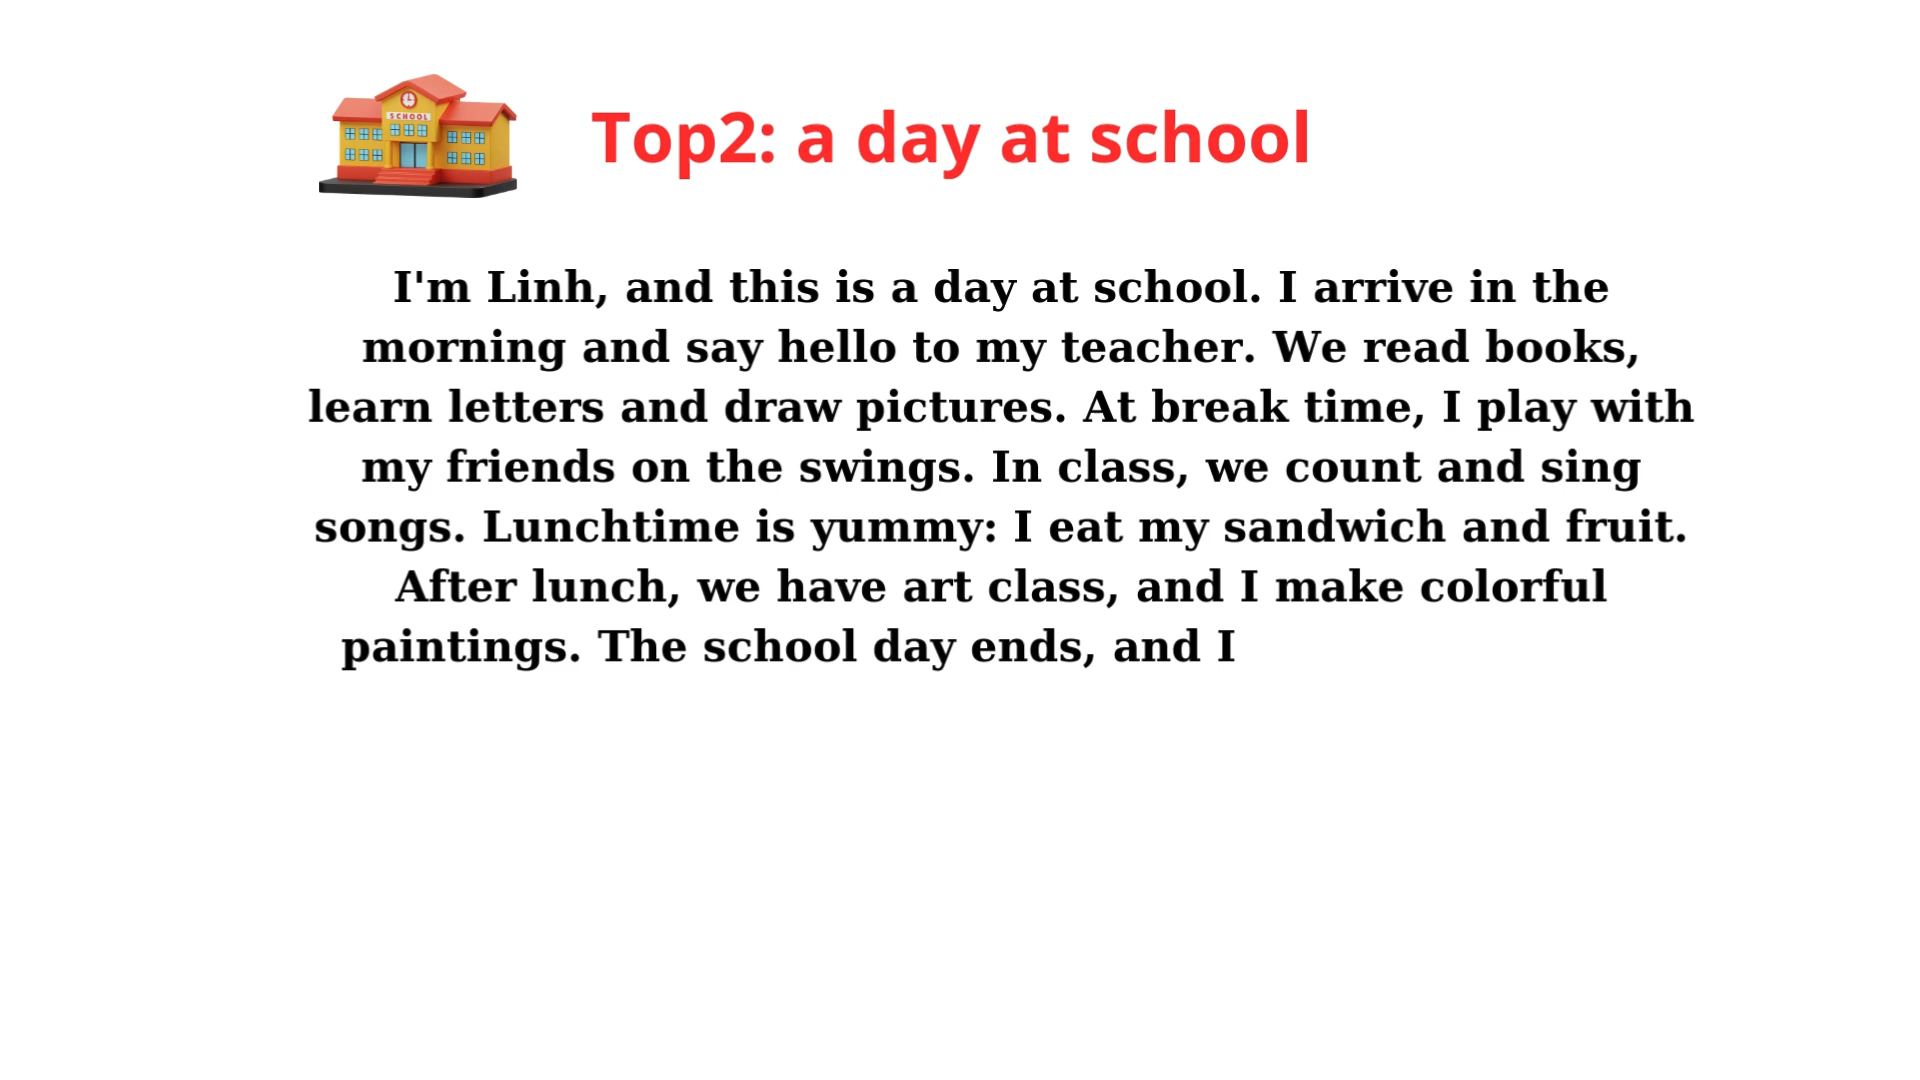 SCHOOL
Top2: a day at school
I'm Linh, and this is a day at school. I arrive in the
morning and say hello to my teacher. We read books,
learn letters and draw pictures. At break time, I play with
my friends on the swings. In class, we count and sing
songs. Lunchtime is yummy: I eat my sandwich and fruit.
After lunch, we have art class, and I make colorful
paintings. The school day ends, and I